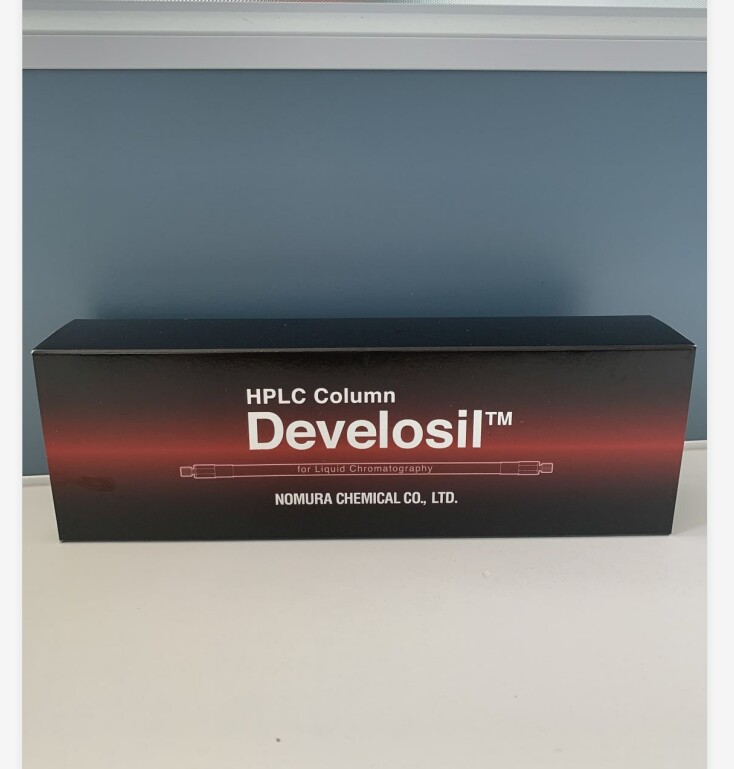 HPLC Column
Develosil™
for Liquid Chromatography
NOMURA CHEMICAL CO., LTD.